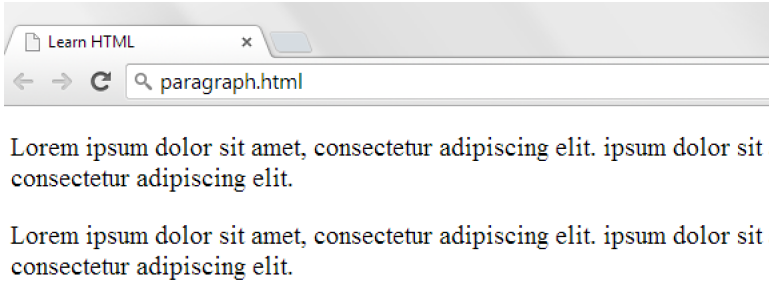 Learn HTML
paragraph.html
Lorem ipsum dolor sit amet, consectetur adipiscing elit. ipsum dolor sit
consectetur adipiscing elit.
Lorem ipsum dolor sit amet, consectetur adipiscing elit. ipsum dolor sit
consectetur adipiscing elit.